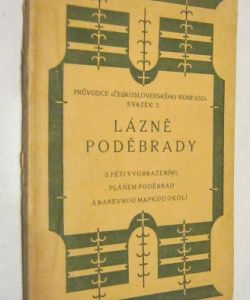 PRŮVODCE »ČESKOSLOVENSKÉHO KOMPASU«
SVAZEK 3.
LÁZNĚ
PODĚBRADY
S PĚTI VYOBRAZENÍMI,
PLÁNEM PODĚBRAD
A BAREVNOU MAPKOU OKOLÍ